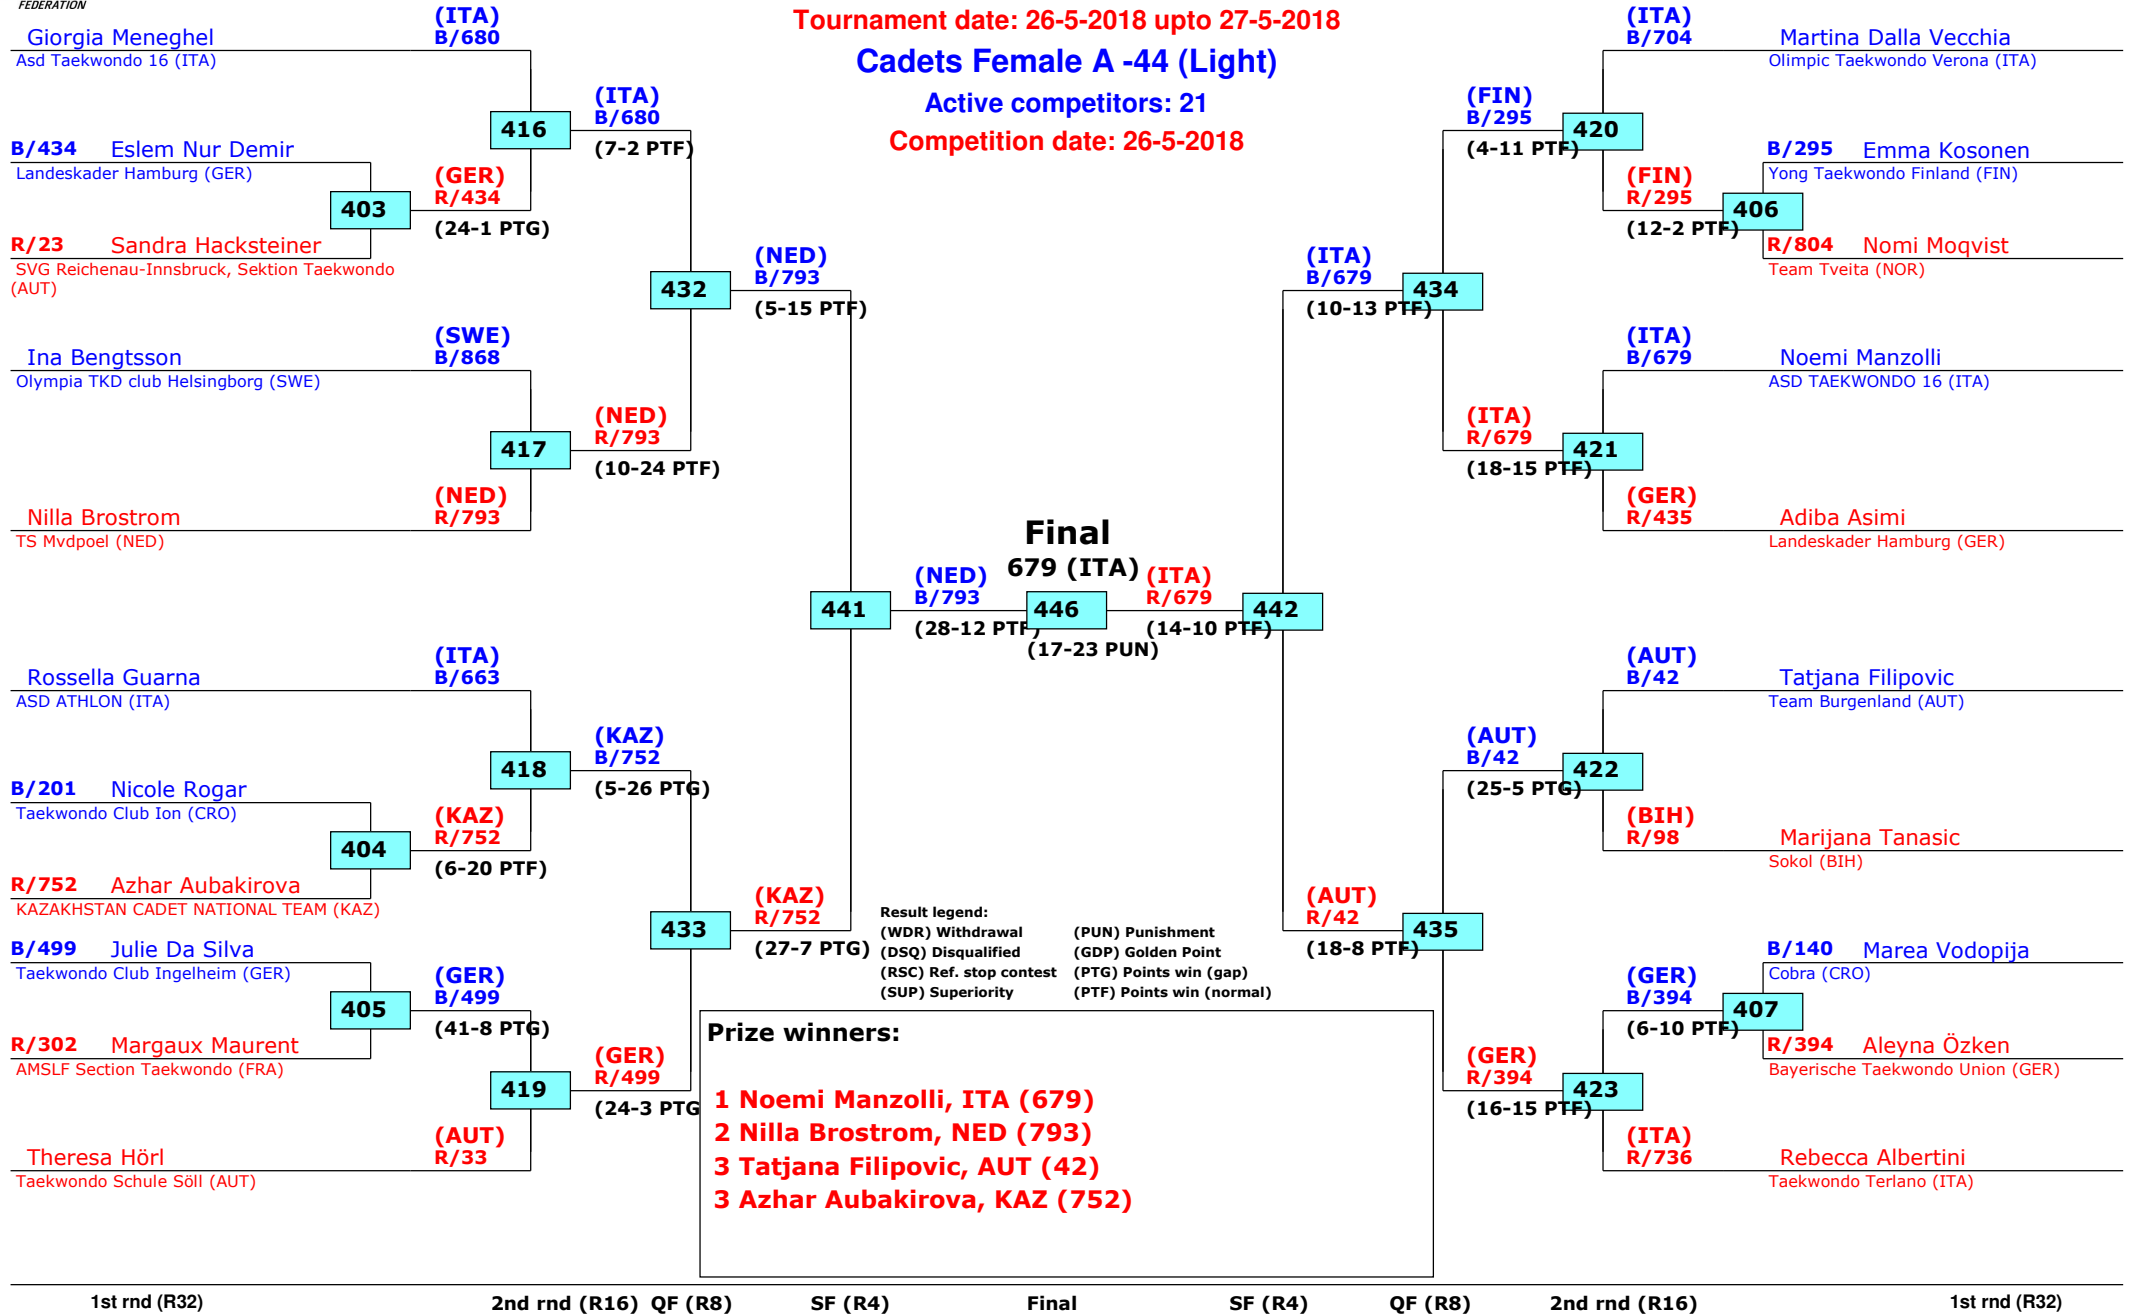 FEDERATION
Tournament date: 26-5-2018 upto 27-5-2018
Cadets Female A -44 (Light)
Active competitors: 21
Competition date: 26-5-2018
Giorgia Meneghel
Asd Taekwondo 16 (ITA)
(ITA)
B/680
416
(ITA)
B/680
(7-2 PTF)
B/434 Eslem Nur Demir
Landeskader Hamburg (GER)
403
(GER)
R/434
(24-1 PTG)
R/23 Sandra Hacksteiner
SVG Reichenau-Innsbruck, Sektion Taekwondo
(AUT)
432
(NED)
B/793
(5-15 PTF)
Ina Bengtsson
Olympia TKD club Helsingborg (SWE)
(SWE)
B/868
417
(NED)
R/793
(10-24 PTF)
Nilla Brostrom
TS Mvdpoel (NED)
(NED)
R/793
441
(NED)
B/793
(28-12 PTF)
Rossella Guarna
ASD ATHLON (ITA)
(ITA)
B/663
418
(KAZ)
B/752
(5-26 PTG)
B/201 Nicole Rogar
Taekwondo Club Ion (CRO)
404
(KAZ)
R/752
(6-20 PTF)
R/752 Azhar Aubakirova
KAZAKHSTAN CADET NATIONAL TEAM (KAZ)
433
(KAZ)
R/752
(27-7 PTG)
B/499 Julie Da Silva
Taekwondo Club Ingelheim (GER)
405
(GER)
B/499
(41-8 PTG)
R/302 Margaux Maurent
AMSLF Section Taekwondo (FRA)
419
(GER)
R/499
(24-3 PTG
Theresa Hörl
Taekwondo Schule Söll (AUT)
(AUT)
R/33
Final
679 (ITA)
446
(17-23 PUN)
(ITA)
R/679
(14-10 PTF)
442
(ITA)
B/704
Martina Dalla Vecchia
Olimpic Taekwondo Verona (ITA)
(FIN)
B/295
(4-11 PTF)
420
B/295 Emma Kosonen
Yong Taekwondo Finland (FIN)
(FIN)
R/295
(12-2 PTF)
406
R/804 Nomi Moqvist
Team Tveita (NOR)
(ITA)
B/679
(10-13 PTF)
434
(ITA)
B/679
Noemi Manzolli
ASD TAEKWONDO 16 (ITA)
(ITA)
R/679
(18-15 PTF)
421
(GER)
R/435
Adiba Asimi
Landeskader Hamburg (GER)
(AUT)
B/42
Tatjana Filipovic
Team Burgenland (AUT)
(AUT)
B/42
(25-5 PTG)
422
(BIH)
R/98
Marijana Tanasic
Sokol (BIH)
(AUT)
R/42
(18-8 PTF)
435
B/140 Marea Vodopija
Cobra (CRO)
(GER)
B/394
(6-10 PTF)
407
R/394 Aleyna Özken
Bayerische Taekwondo Union (GER)
(GER)
R/394
(16-15 PTF)
423
(ITA)
R/736
Rebecca Albertini
Taekwondo Terlano (ITA)
Result legend:
(WDR) Withdrawal (PUN) Punishment
(DSQ) Disqualified (GDP) Golden Point
(RSC) Ref. stop contest (PTG) Points win (gap)
(SUP) Superiority (PTF) Points win (normal)
Prize winners:
1 Noemi Manzolli, ITA (679)
2 Nilla Brostrom, NED (793)
3 Tatjana Filipovic, AUT (42)
3 Azhar Aubakirova, KAZ (752)
1st rnd (R32) 2nd rnd (R16) QF (R8) SF (R4) Final SF (R4) QF (R8) 2nd rnd (R16) 1st rnd (R32)